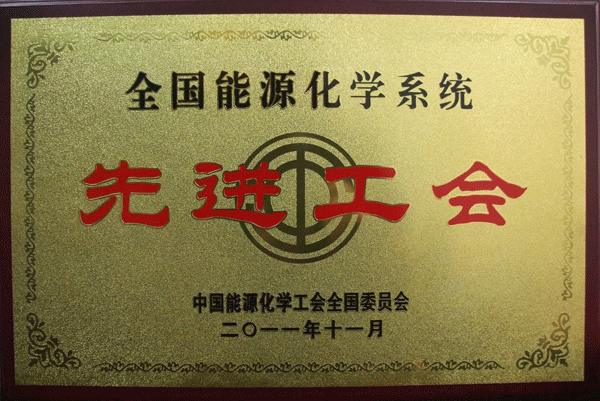 全国能源化学系统
先进工会
中国能源化学工会全国委员会
二〇一一年十一月